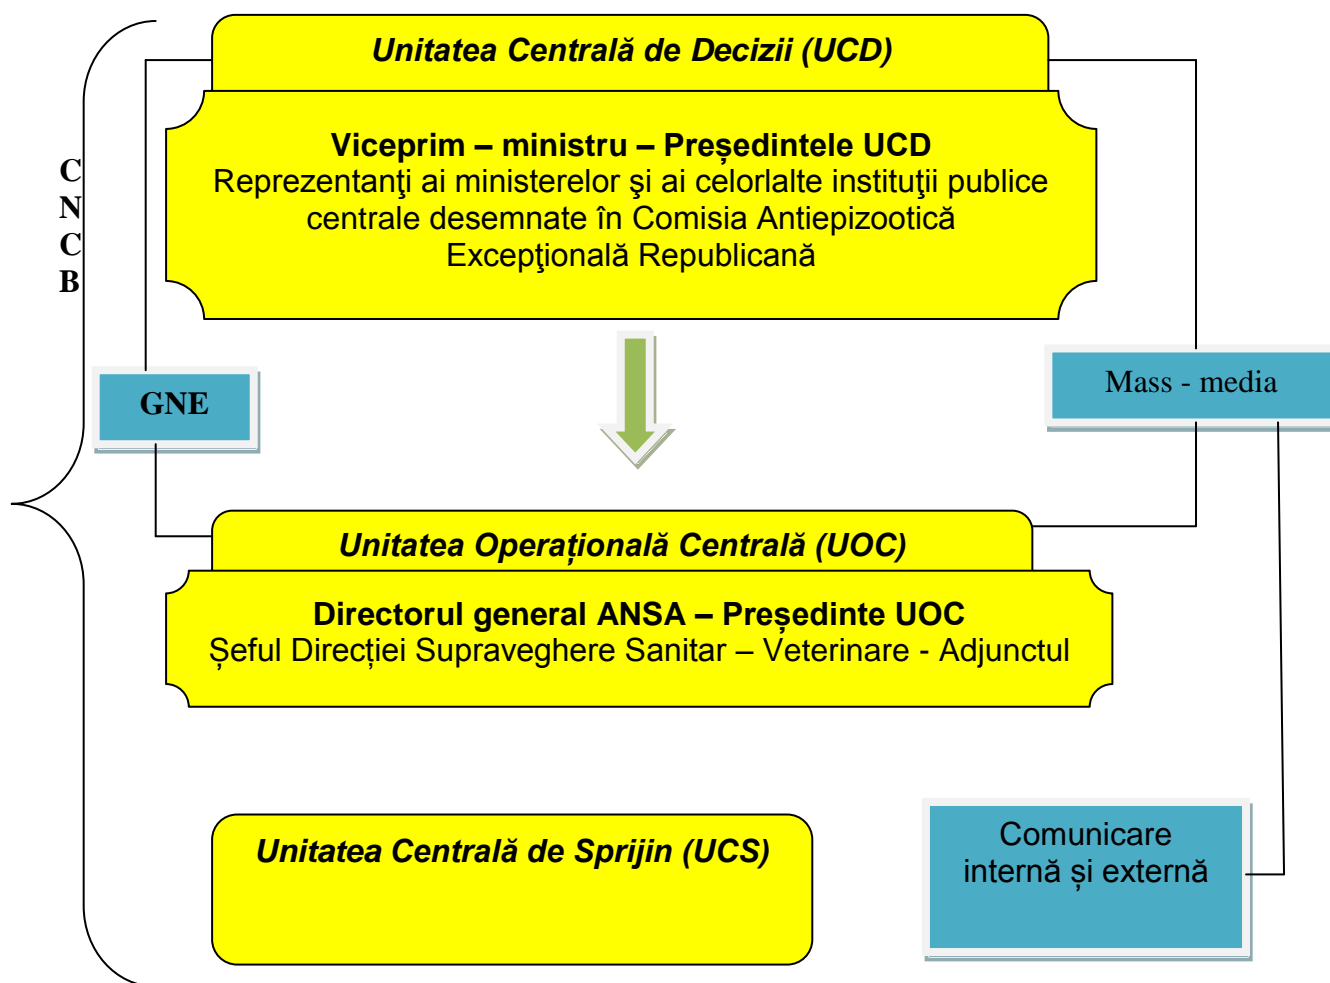 Unitatea Centrală de Decizii (UCD)
Viceprim – ministru – Președintele UCD
Reprezentanţi ai ministerelor şi ai celorlalte instituţii publice
centrale desemnate în Comisia Antiepizootică
Excepţională Republicană
C
N
C
B
GNE
Mass - media
Unitatea Operațională Centrală (UOC)
Directorul general ANSA – Președinte UOC
Șeful Direcției Supraveghere Sanitar – Veterinare - Adjunctul
Unitatea Centrală de Sprijin (UCS)
Comunicare
internă și externă